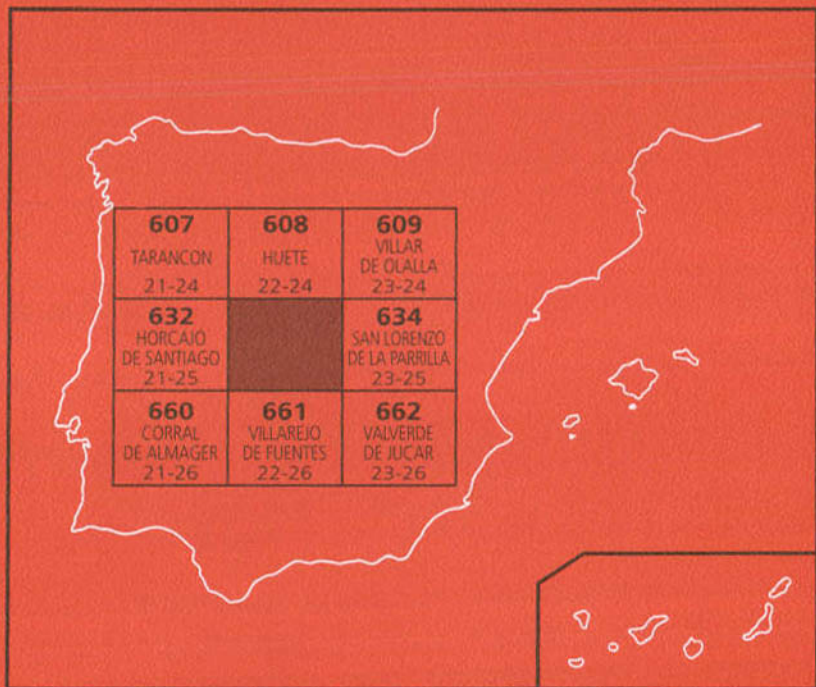 607
TARANCON
21-24
608
HUETE
22-24
609
VILLAR
DE OLALLA
23-24
632
HORCAJO
DE SANTIAGO
21-25
634
SAN LORENZO
DE LA PARRILLA
23-25
660
CORRAL
DE ALMAGER
21-26
661
VILLAREJO
DE FUENTES
22-26
662
VALVERDE
DE JUCAR
23-26